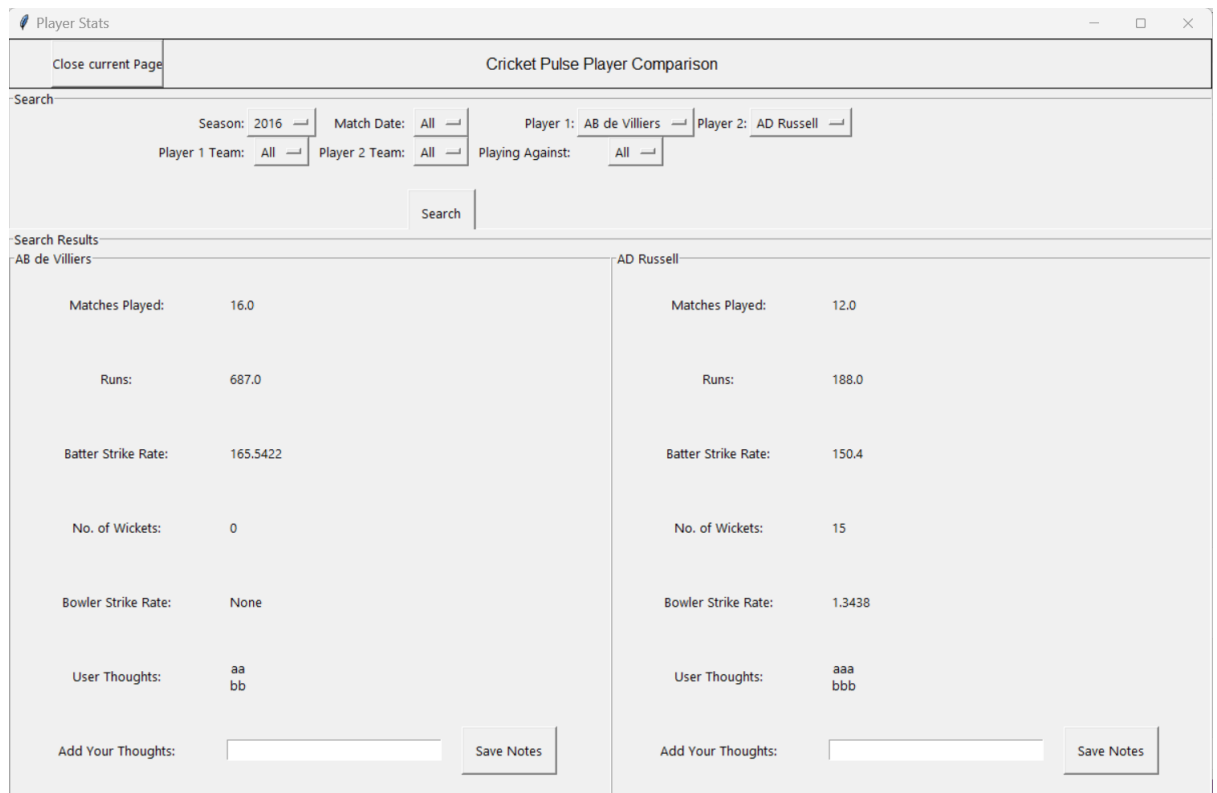 Player Stats
Close current Page
Cricket Pulse Player Comparison
Search
Season: 2016 Match Date: All Player 1: AB de Villiers Player 2: AD Russell
Player 1 Team: All Player 2 Team: All Playing Against: All
Search
Search Results
AB de Villiers
Matches Played: 16.0
Runs: 687.0
Batter Strike Rate: 165.5422
No. of Wickets: 0
Bowler Strike Rate: None
User Thoughts: aa
bb
Add Your Thoughts: Save Notes
AD Russell
Matches Played: 12.0
Runs: 188.0
Batter Strike Rate: 150.4
No. of Wickets: 15
Bowler Strike Rate: 1.3438
User Thoughts: aaa
bbb
Add Your Thoughts: Save Notes